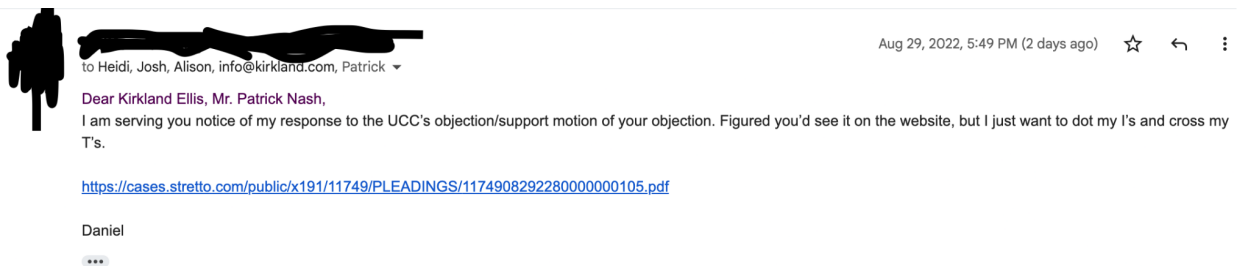 Aug 29, 2022, 5:49 PM (2 days ago)
to Heidi, Josh, Alison, info@kirkland.com, Patrick
Dear Kirkland Ellis, Mr. Patrick Nash,
I am serving you notice of my response to the UCC's objection/support motion of your objection. Figured you'd see it on the website, but I just want to dot my I's and cross my
T's.
https://cases.stretto.com/public/x191/11749/PLEADINGS/1174908292280000000105.pdf
Daniel